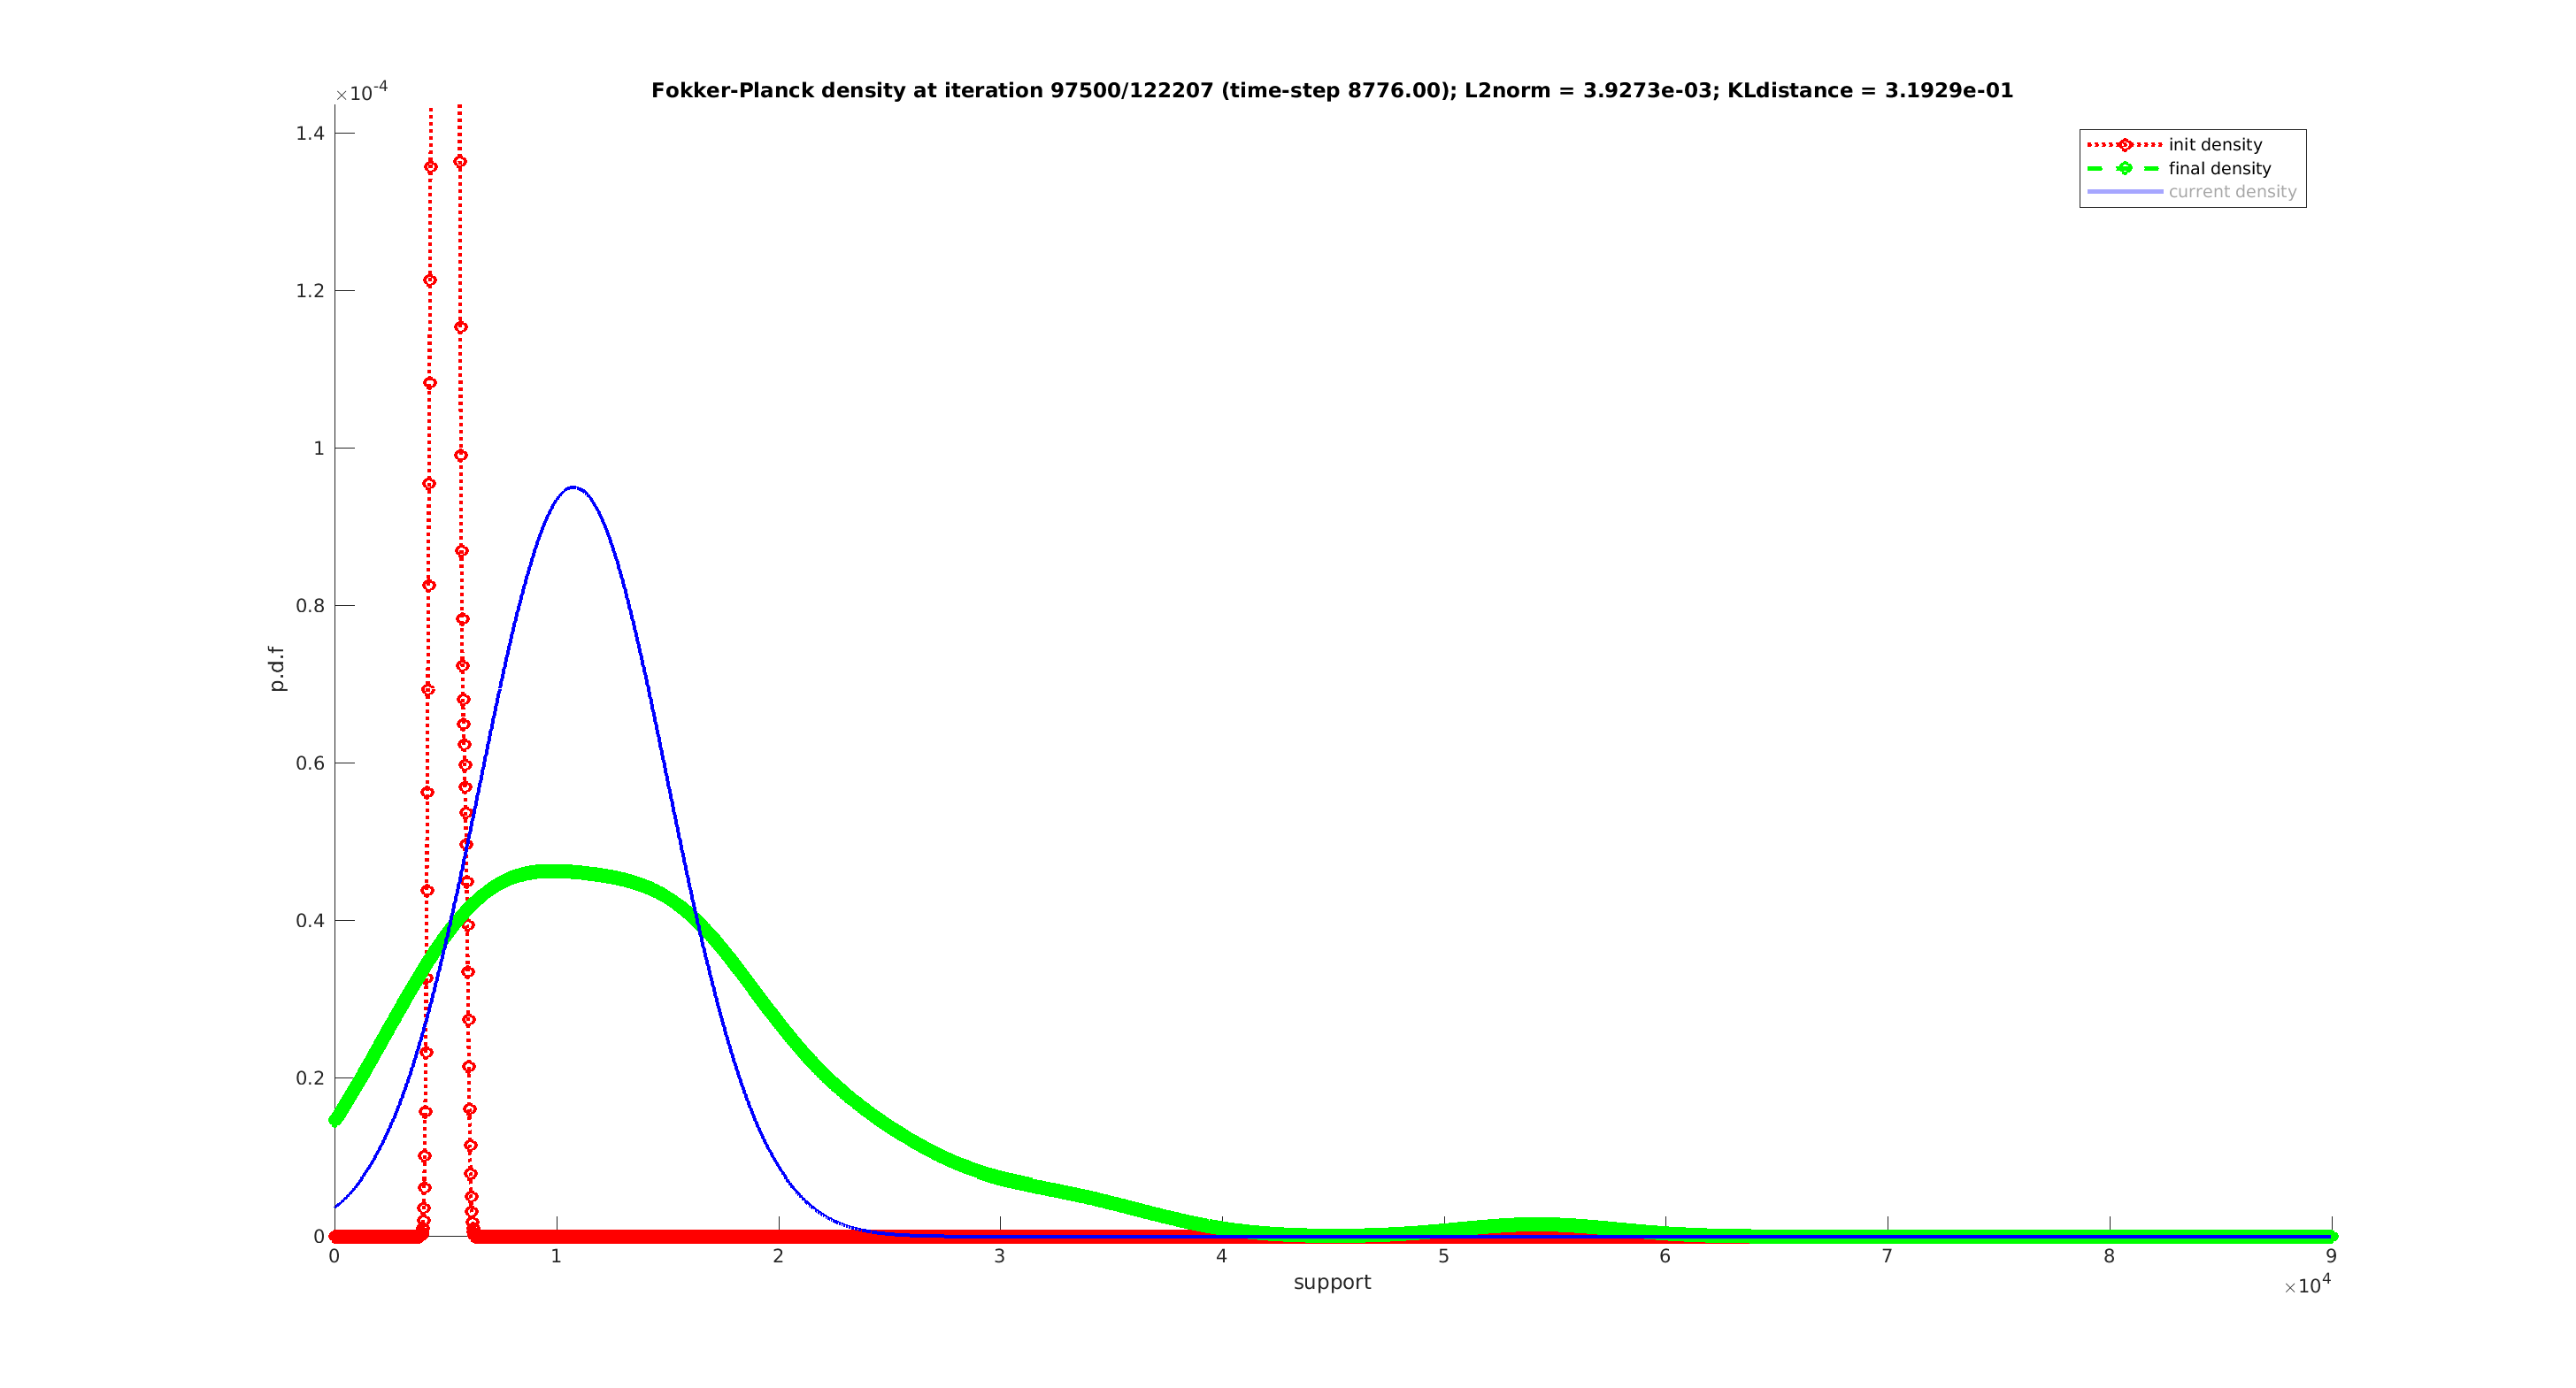 Fokker-Planck density at iteration 97500/122207 (time-step 8776.00); L2norm = 3.9273e-03; KLdistance = 3.1929e-01
×10-4
1.4
1.2
1
0.8
0.6
0.4
0.2
0
p.d.f
init density
final density
current density
0 1 2 3 4 5 6 7 8 9
support
×104